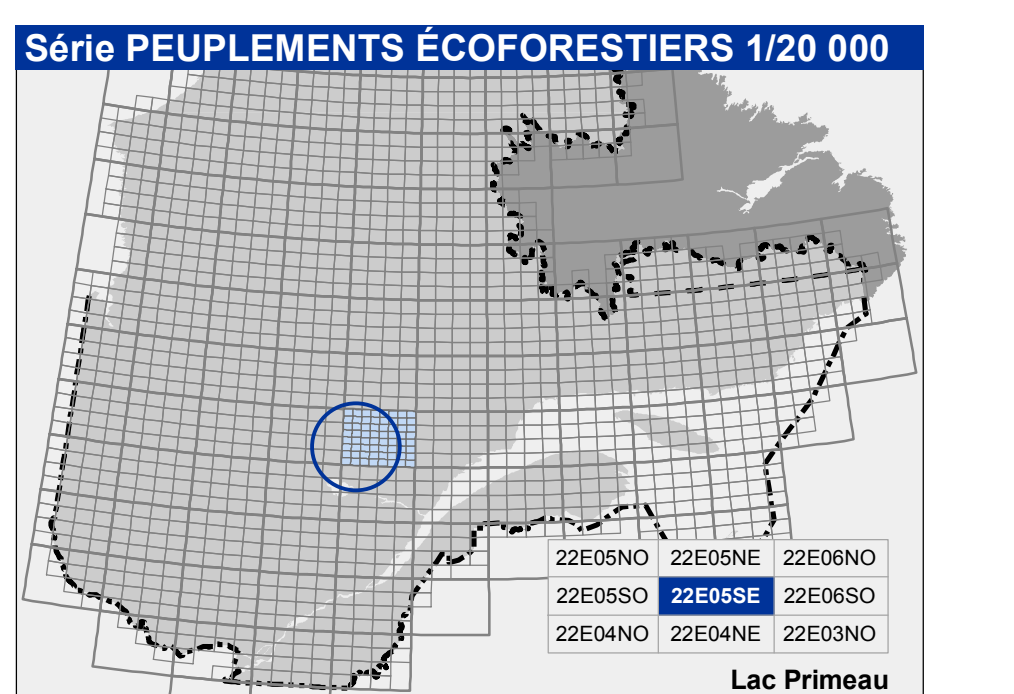 Série PEUPLEMENTS ÉCOFORESTIERS 1/20 000
22E05NO 22E05NE 22E06NO
22E05SO 22E05SE 22E06SO
22E04NO 22E04NE 22E03NO
Lac Primeau